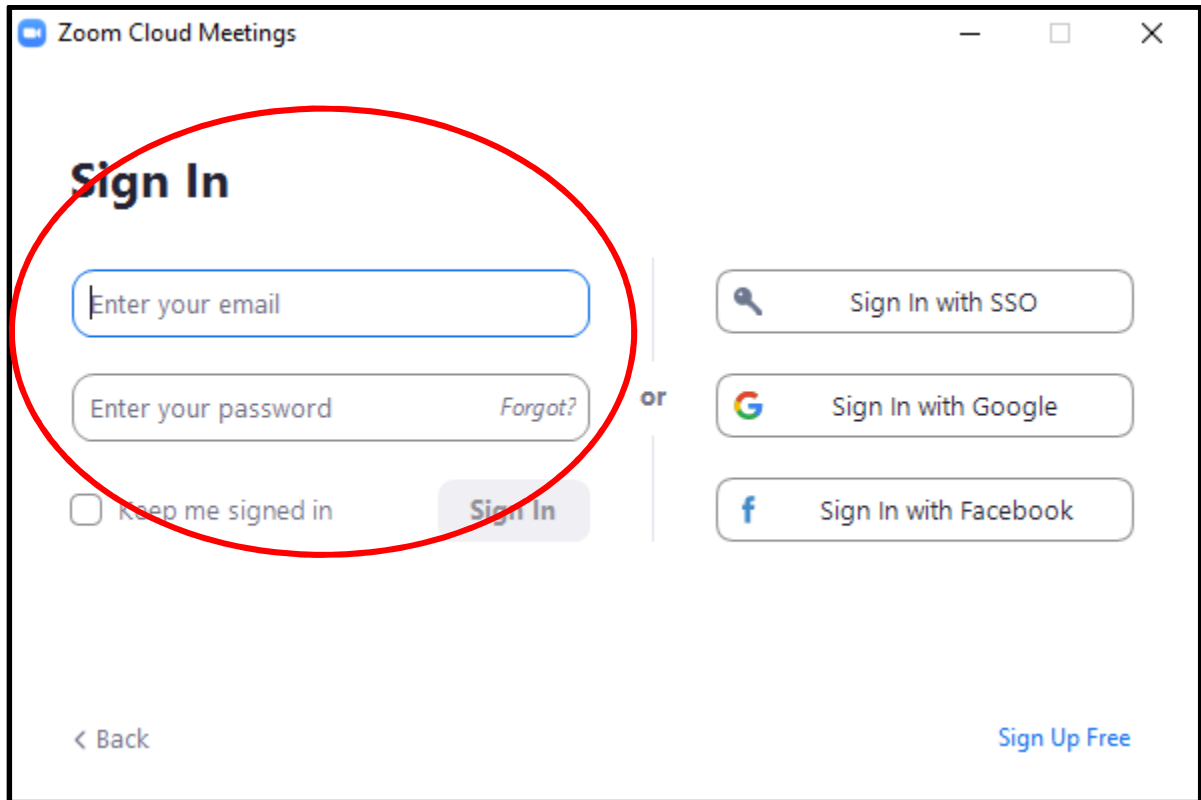 Zoom Cloud Meetings
Sign In
Enter your email
Enter your password Forgot?
Keep me signed in Sign In
or
Sign In with SSO
Sign In with Google
Sign In with Facebook
< Back
Sign Up Free